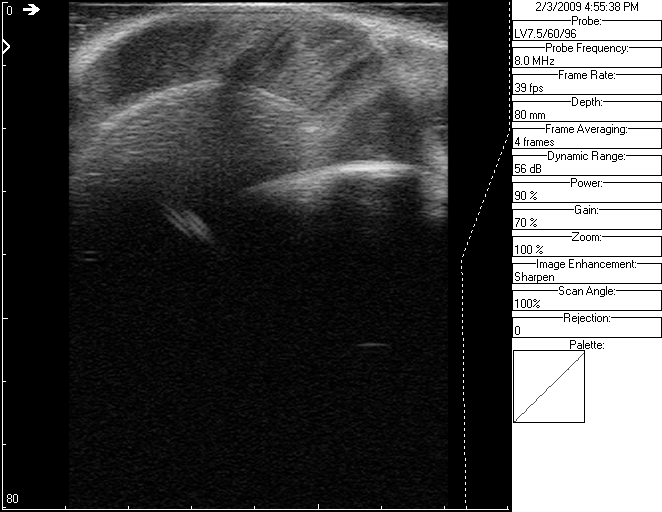 0
2/3/2009 4:55:38 PM
Probe:
LV7.5/60/96
Probe Frequency:
8.0 MHz
Frame Rate:
39 fps
Depth:
80 mm
Frame Averaging:
4 frames
Dynamic Range:
56 dB
Power:
90 %
Gain:
70 %
Zoom:
100 %
Image Enhancement:
Sharpen
Scan Angle:
100%
Rejection:
0
Palette:
80